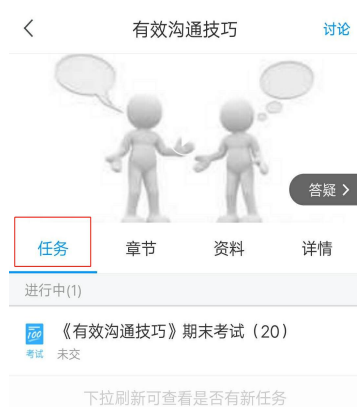 有效沟通技巧
讨论
答疑
任务 章节 资料 详情
进行中(1)
100
《有效沟通技巧》期末考试（20）
考试 未交
下拉刷新可查看是否有新任务